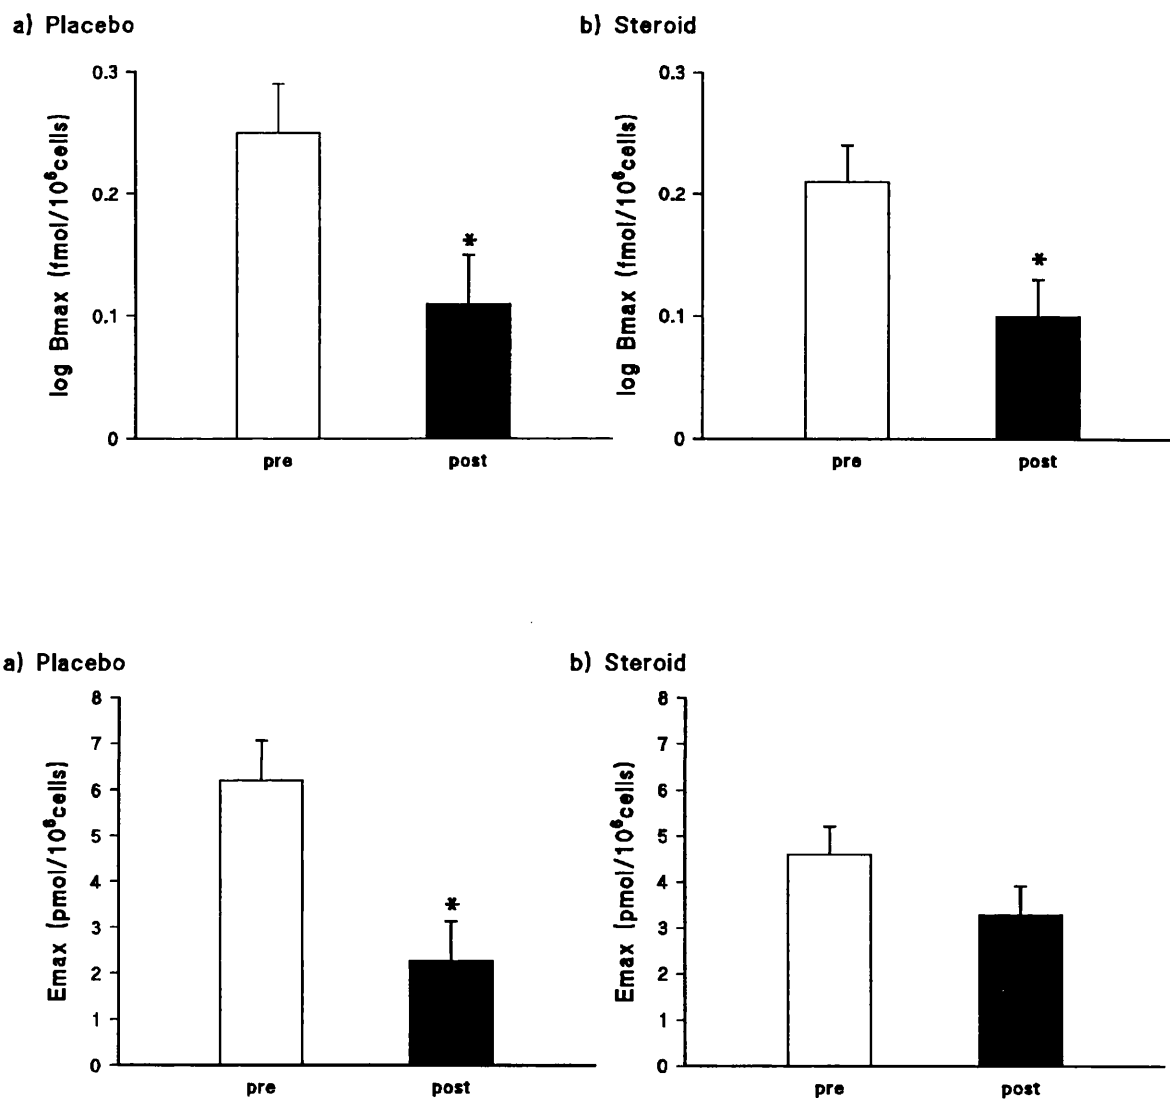 a) Placebo
b) Steroid
log Bmax (fmol/10⁶cells)
0.3
0.2
0.1
0
*
pre
post
log Bmax (fmol/10⁶cells)
0.3
0.2
0.1
0
*
pre
post
a) Placebo
b) Steroid
Emax (pmol/10⁶cells)
8
7
6
5
4
3
2
1
0
*
pre
post
Emax (pmol/10⁶cells)
8
7
6
5
4
3
2
1
0
pre
post